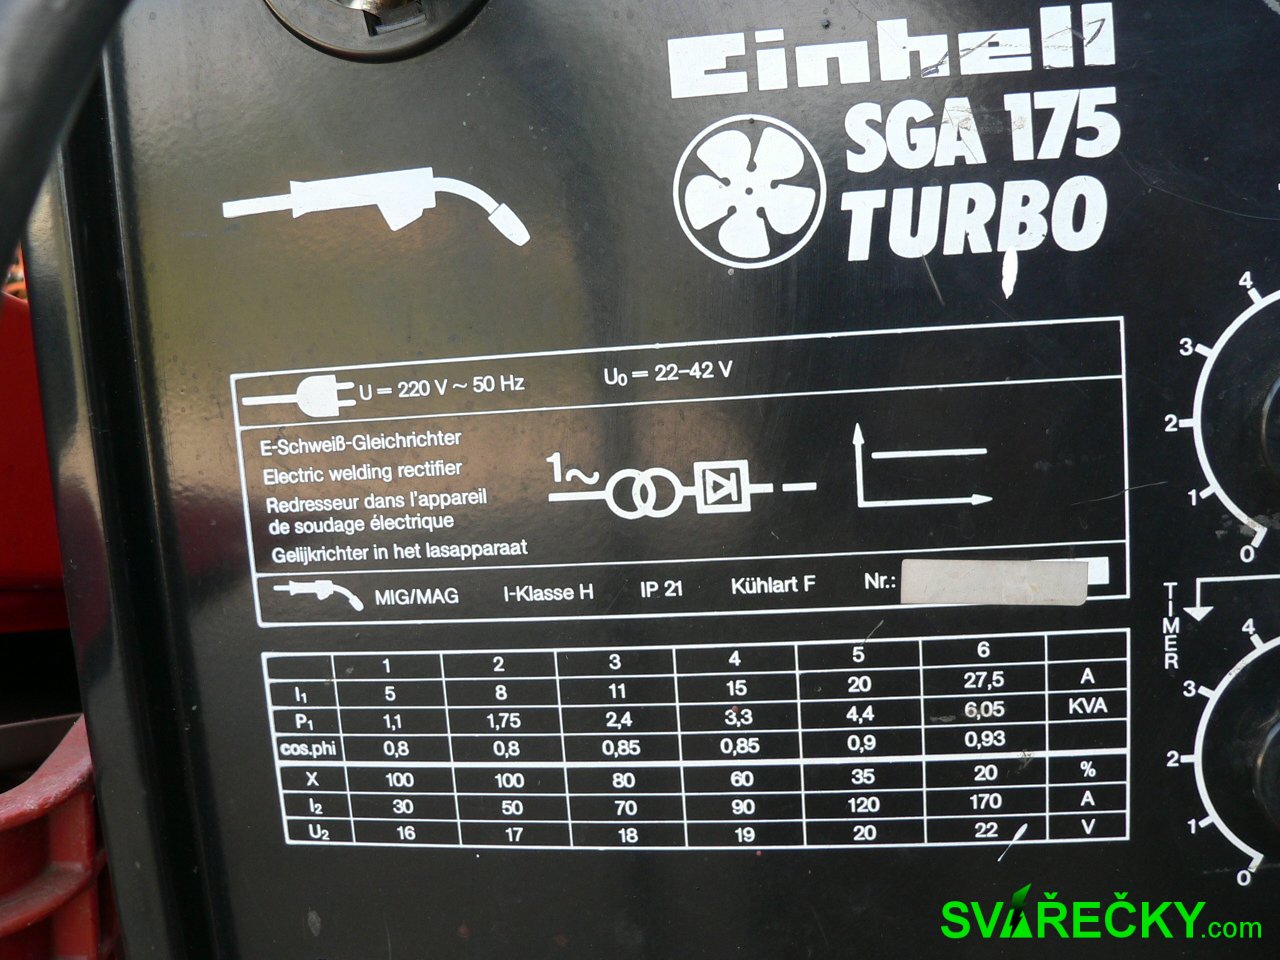 Einhell
SGA 175
TURBO
U = 220 V ~ 50 Hz U₀ = 22–42 V
E-Schweiß-Gleichrichter
Electric welding rectifier
Redresseur dans l'appareil
de soudage électrique
Gelijkrichter in het lasapparaat
1~
MIG/MAG I-Klasse H IP 21 Kühlart F Nr.:
1 2 3 4 5 6
I₁ 5 8 11 15 20 27,5 A
P₁ 1,1 1,75 2,4 3,3 4,4 6,05 KVA
cos.phi 0,8 0,8 0,85 0,85 0,9 0,93
X 100 100 80 60 35 20 %
I₂ 30 50 70 90 120 170 A
U₂ 16 17 18 19 20 22 V
4
3
2
1
0
TIMER
4
3
2
1
0
SVÁŘEČKY.com